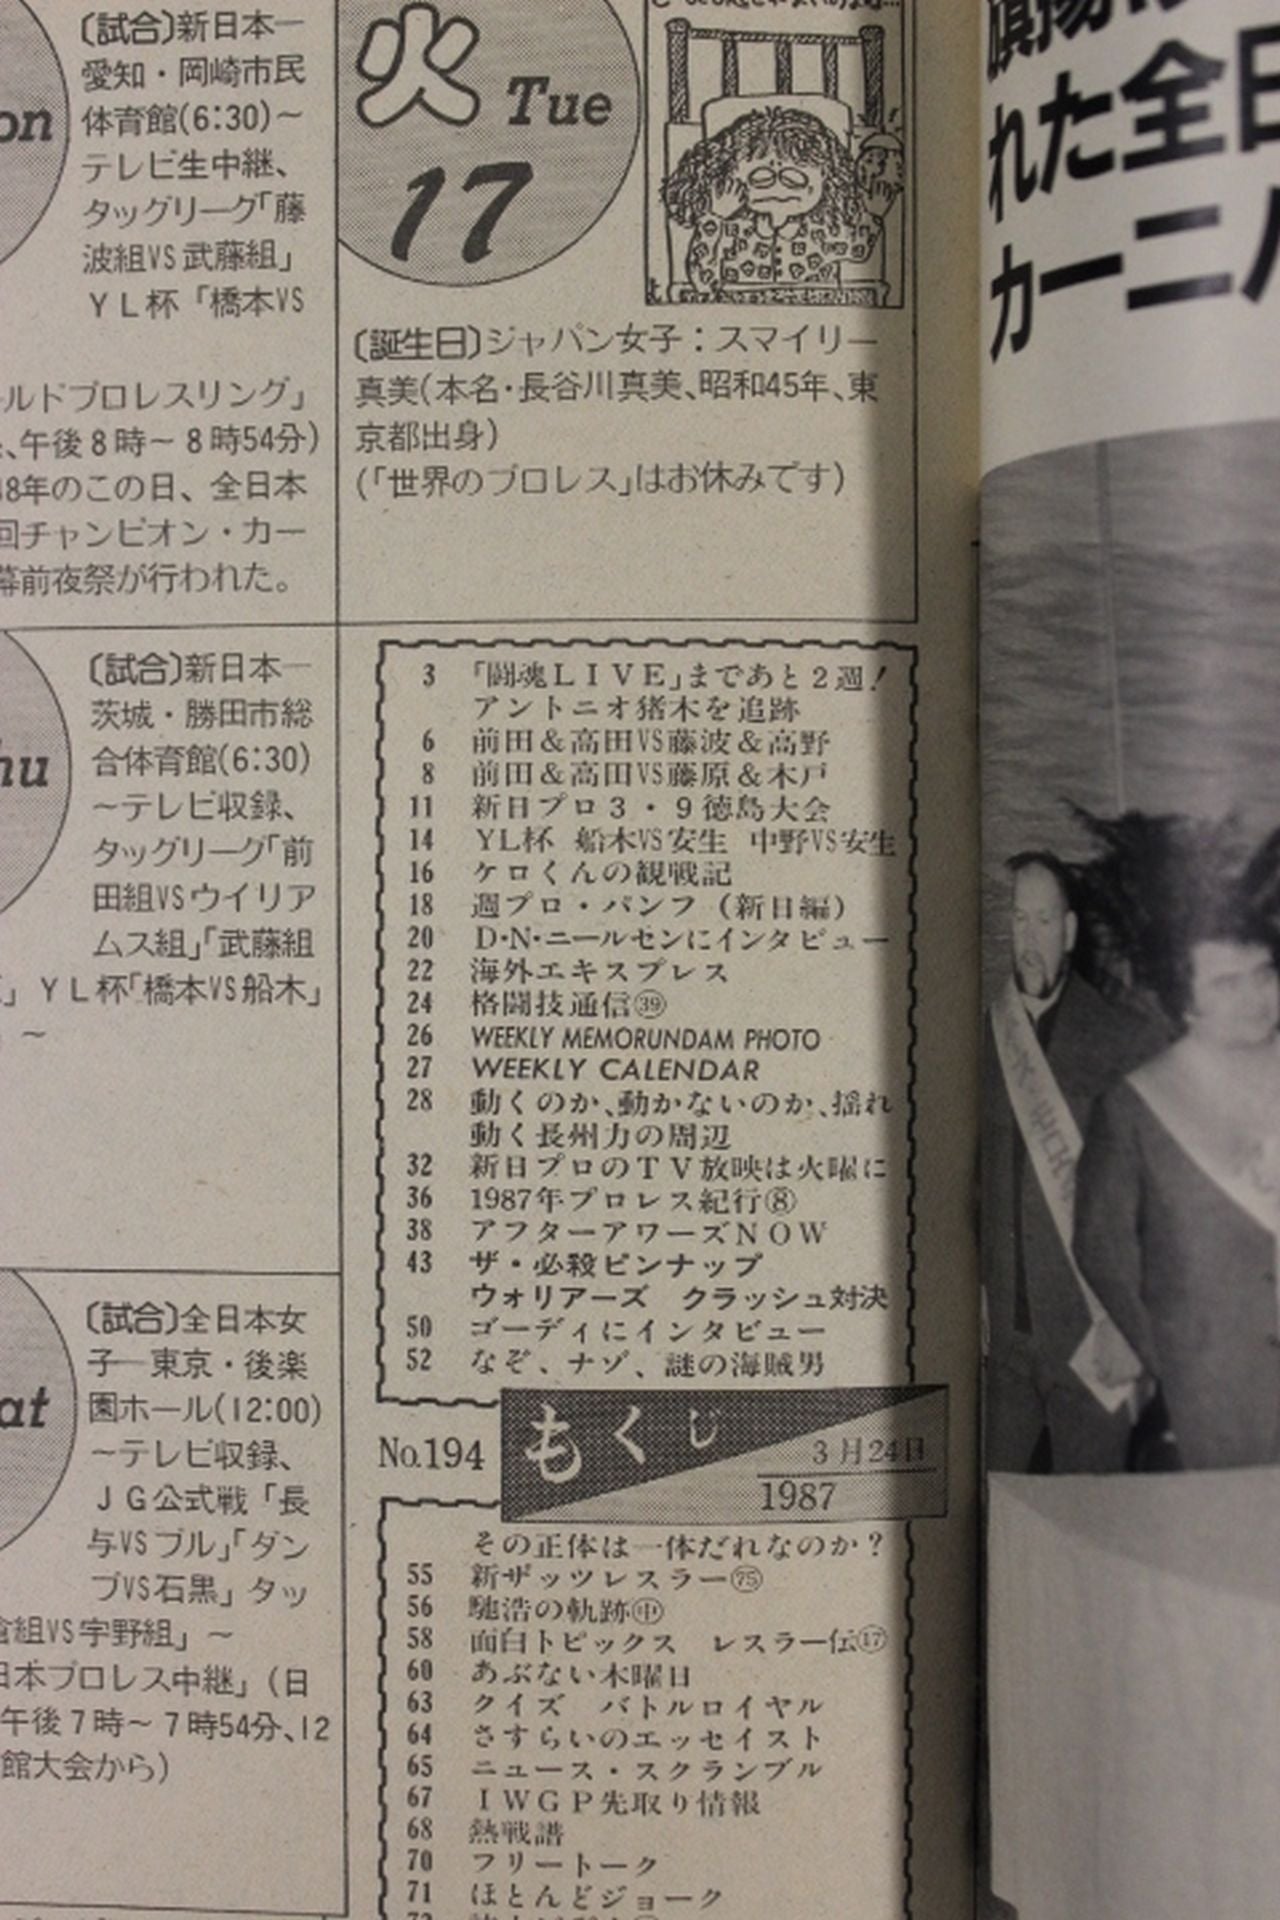 on
〔試合〕新日本―
愛知・岡崎市民
体育館(6:30)～
テレビ生中継、
タッグリーグ「藤
波組VS武藤組」
YL杯「橋本VS
ールドプロレスリング」
、午後8時～8時54分)
48年のこの日、全日本
回チャンピオン・カー
幕前夜祭が行われた。
火 Tue
17
〔誕生日〕ジャパン女子：スマイリー
真美(本名・長谷川真美、昭和45年、東
京都出身)
(「世界のプロレス」はお休みです)
hu
〔試合〕新日本―
茨城・勝田市総
合体育館(6:30)
～テレビ収録、
タッグリーグ「前
田組VSウイリア
ムス組」「武藤組
」YL杯「橋本VS船木」
～
at
〔試合〕全日本女
子―東京・後楽
園ホール(12:00)
～テレビ収録、
JG公式戦「長
与VSブル」「ダン
プVS石黒」タッ
組VS宇野組」～
日本プロレス中継」(日
午後7時～7時54分、12
館大会から)
3 「闘魂LIVE」まであと2週!
アントニオ猪木を追跡
6 前田&高田VS藤波&高野
8 前田&高田VS藤原&木戸
11 新日プロ3・9徳島大会
14 YL杯 船木VS安生 中野VS安生
16 ケロくんの観戦記
18 週プロ・パンフ（新日編）
20 D・N・ニールセンにインタビュー
22 海外エキスプレス
24 格闘技通信㊴
26 WEEKLY MEMORUNDAM PHOTO
27 WEEKLY CALENDAR
28 動くのか、動かないのか、揺れ
動く長州力の周辺
32 新日プロのTV放映は火曜に
36 1987年プロレス紀行⑧
38 アフターアワーズNOW
43 ザ・必殺ピンナップ
ウォリアーズ クラッシュ対決
50 ゴーディにインタビュー
52 なぞ、ナゾ、謎の海賊男
No.194 もくじ 3月24日
1987
その正体は一体だれなのか？
55 新ザッツレスラー(75)
56 馳浩の軌跡㊥
58 面白トピックス レスラー伝⑰
60 あぶない木曜日
63 クイズ バトルロイヤル
64 さすらいのエッセイスト
65 ニュース・スクランブル
67 IWGP先取り情報
68 熱戦譜
70 フリートーク
71 ほとんどジョーク
れた全日
カーニバ